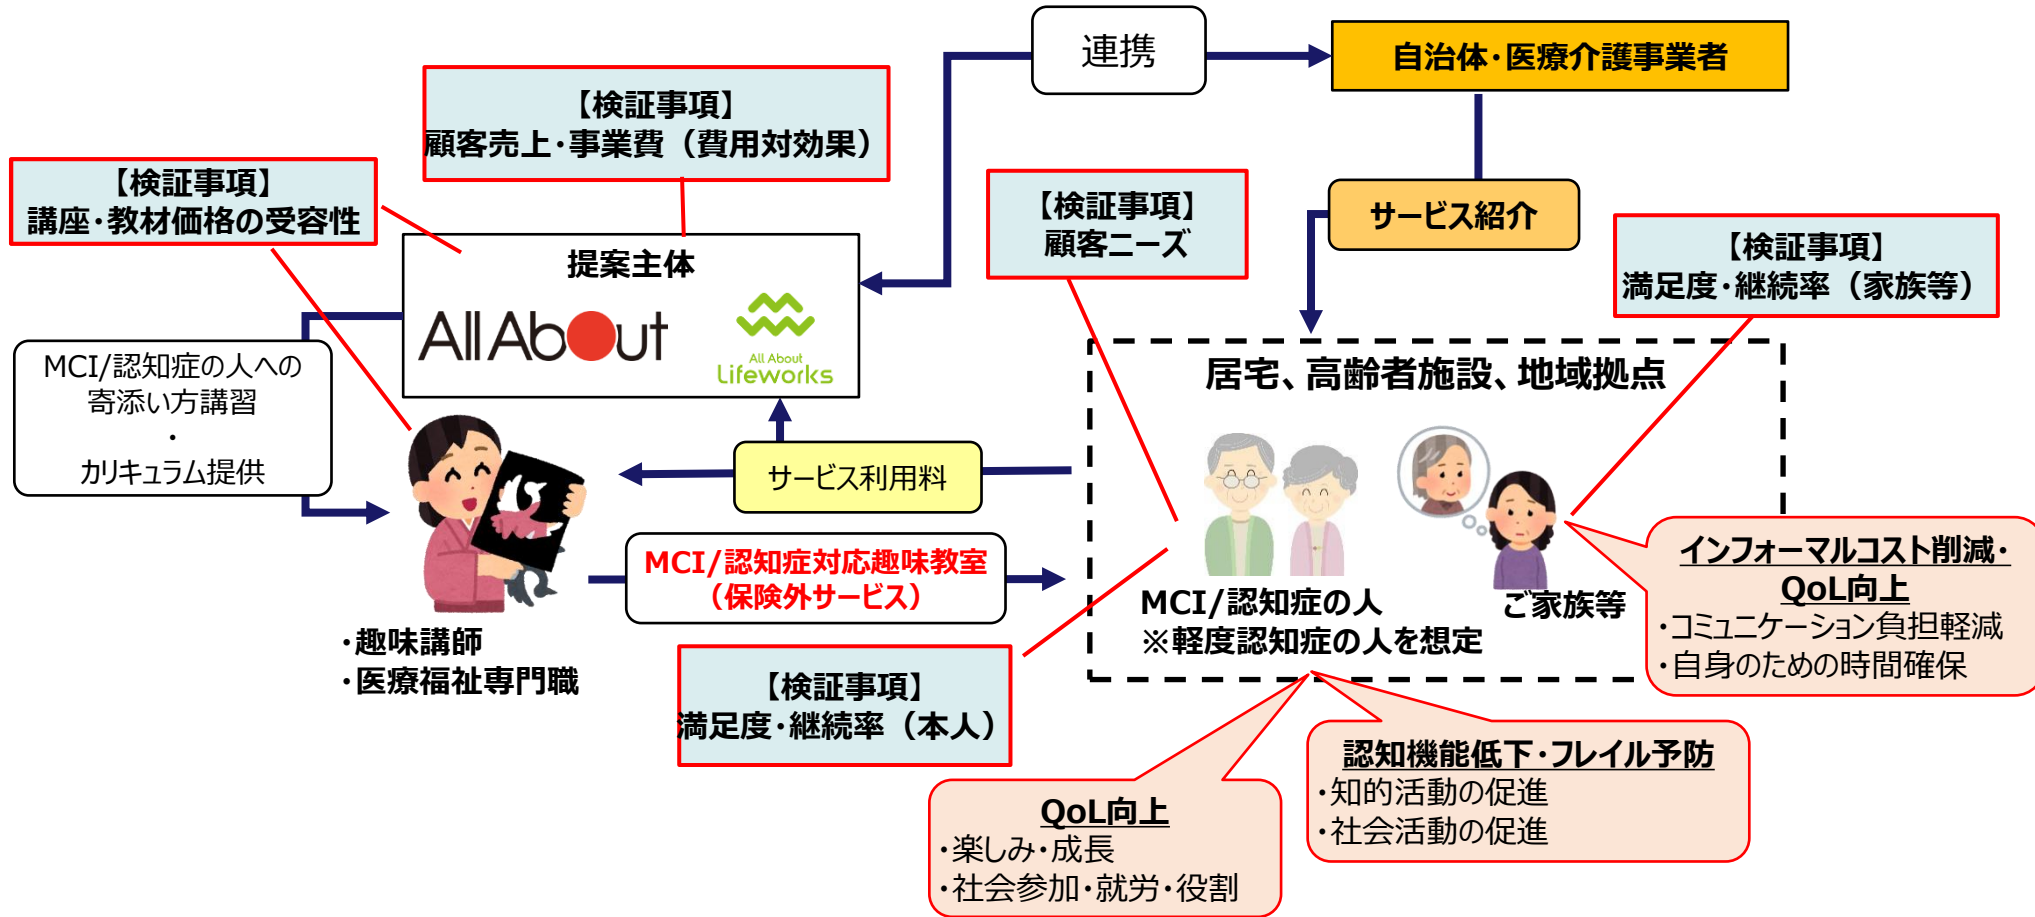 連携
自治体・医療介護事業者
【検証事項】
顧客売上・事業費（費用対効果）
【検証事項】
講座・教材価格の受容性
【検証事項】
顧客ニーズ
サービス紹介
【検証事項】
満足度・継続率（家族等）
提案主体
All About
All About
Lifeworks
MCI/認知症の人への
寄添い方講習
・
カリキュラム提供
居宅、高齢者施設、地域拠点
サービス利用料
MCI/認知症対応趣味教室
（保険外サービス）
・趣味講師
・医療福祉専門職
MCI/認知症の人
※軽度認知症の人を想定
ご家族等
インフォーマルコスト削減・
QoL向上
・コミュニケーション負担軽減
・自身のための時間確保
【検証事項】
満足度・継続率（本人）
QoL向上
・楽しみ・成長
・社会参加・就労・役割
認知機能低下・フレイル予防
・知的活動の促進
・社会活動の促進